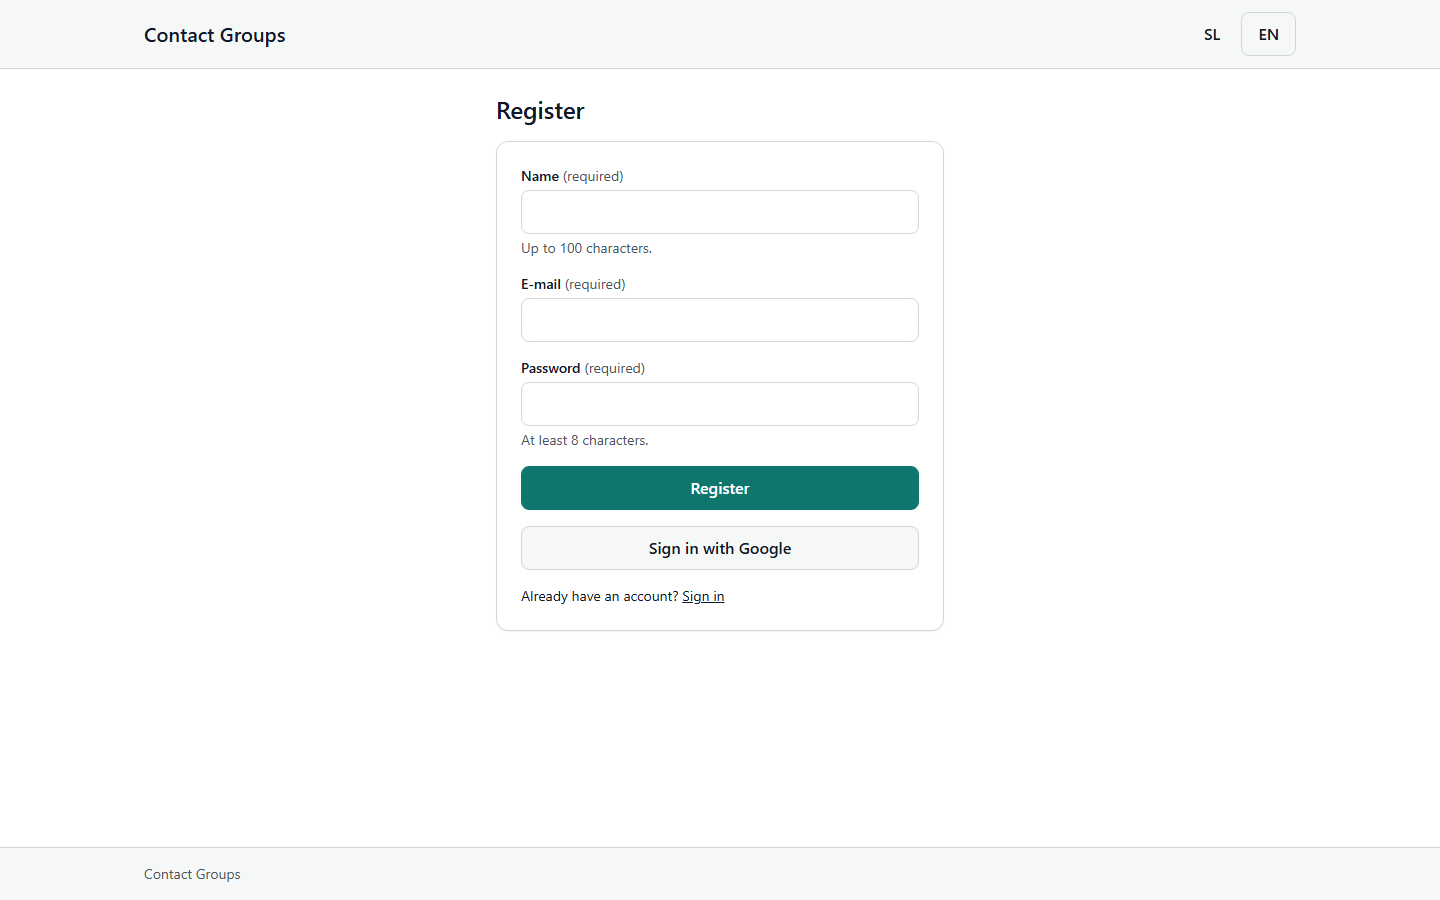 Contact Groups
SL
EN
Register
Name (required)
Up to 100 characters.
E-mail (required)
Password (required)
At least 8 characters.
Register
Sign in with Google
Already have an account? Sign in
Contact Groups